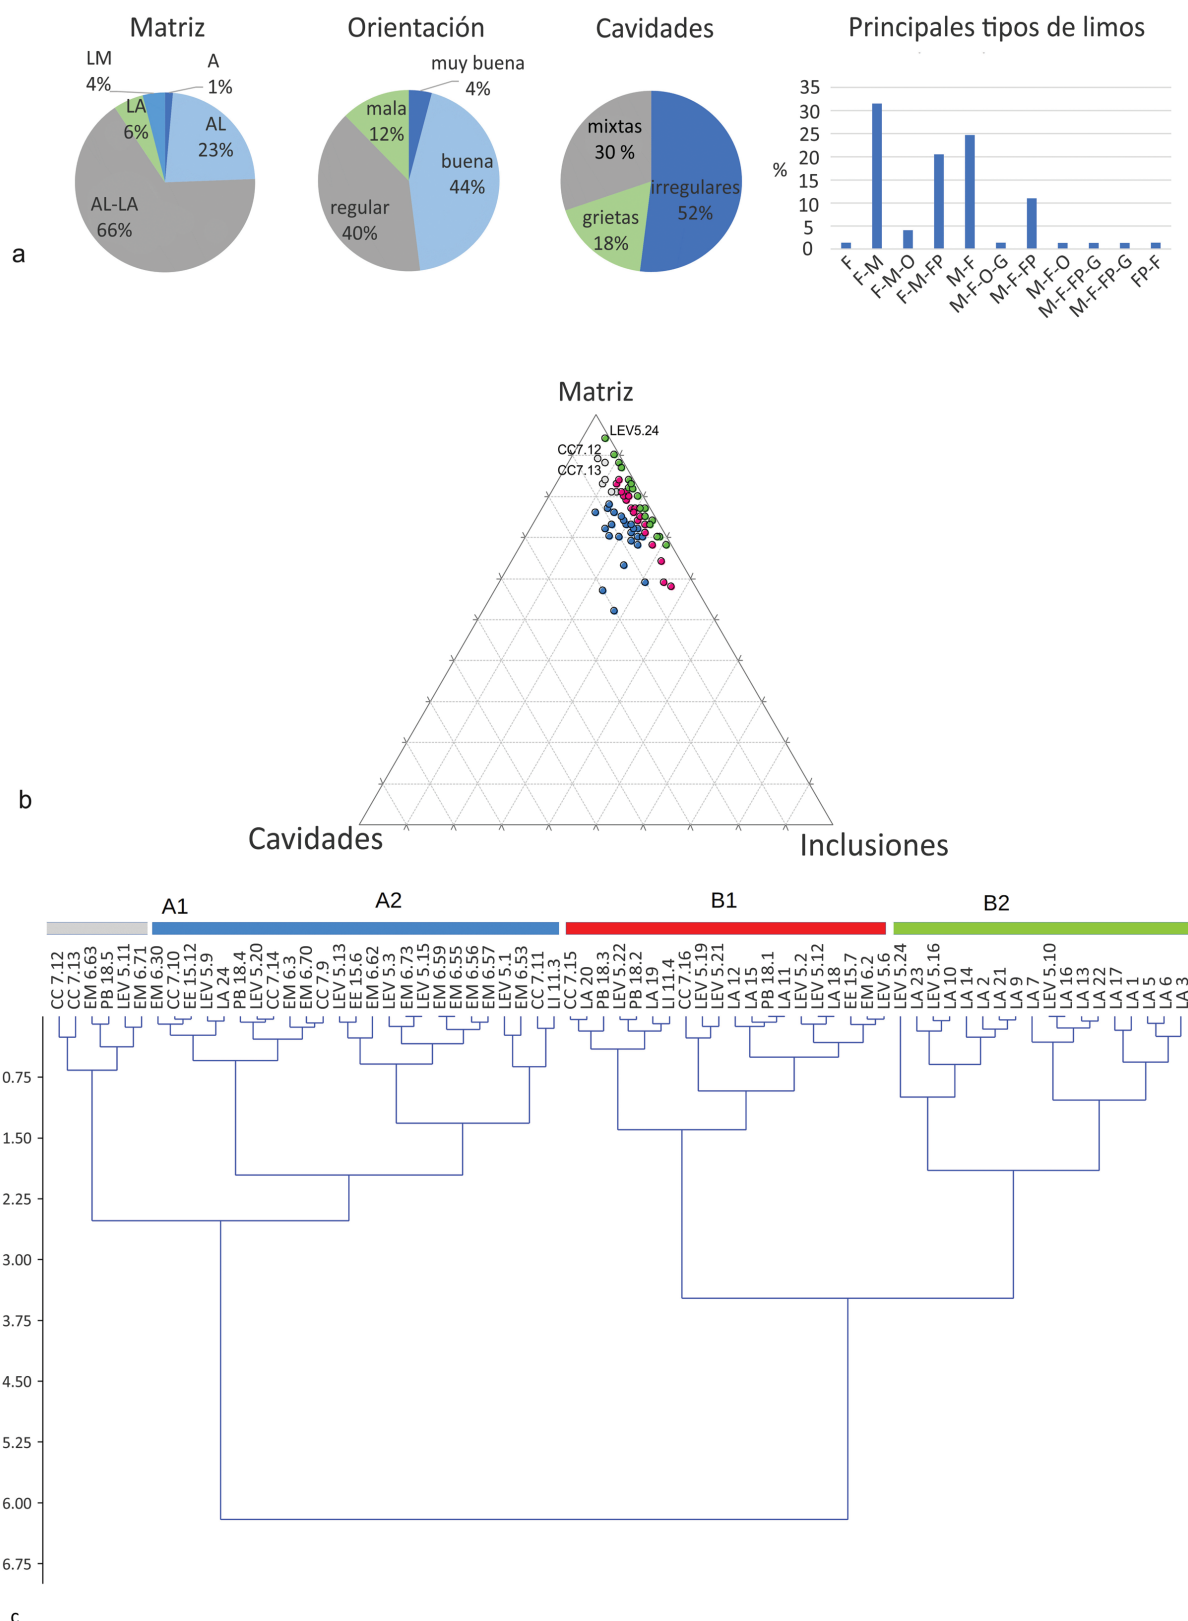 Matriz
LM
4%
A
1%
LA
6%
AL
23%
AL-LA
66%
Orientación
muy buena
4%
mala
12%
buena
44%
regular
40%
Cavidades
mixtas
30 %
irregulares
52%
grietas
18%
Principales tipos de limos
35
30
25
20
%
15
10
5
0
F
F-M
F-M-O
F-M-FP
M-F
M-F-O-G
M-F-FP
M-F-O
M-F-FP-G
M-F-FP-G
FP-F
a
Matriz
LEV5.24
CC7.12
CC7.13
b
Cavidades
Inclusiones
A1
A2
B1
B2
CC 7.12
CC 7.13
EM 6.63
PB 18.5
LEV 5.11
EM 6.71
EM 6.30
CC 7.10
EE 15.12
LEV 5.9
LA 24
PB 18.4
LEV 5.20
CC 7.14
EM 6.3
EM 6.70
CC 7.9
LEV 5.13
EE 15.6
EM 6.62
LEV 5.3
EM 6.73
LEV 5.15
EM 6.59
EM 6.55
EM 6.56
EM 6.57
LEV 5.1
EM 6.53
CC 7.11
LI 11.3
CC 7.15
LA 20
PB 18.3
LEV 5.22
PB 18.2
LA 19
LI 11.4
CC 7.16
LEV 5.19
LEV 5.21
LA 12
LA 15
PB 18.1
LA 11
LEV 5.2
LEV 5.12
LA 18
EE 15.7
EM 6.2
LEV 5.6
LEV 5.24
LA 23
LEV 5.16
LA 10
LA 14
LA 2
LA 21
LA 9
LA 7
LEV 5.10
LA 16
LA 13
LA 22
LA 17
LA 1
LA 5
LA 6
LA 3
0.75
1.50
2.25
3.00
3.75
4.50
5.25
6.00
6.75
c